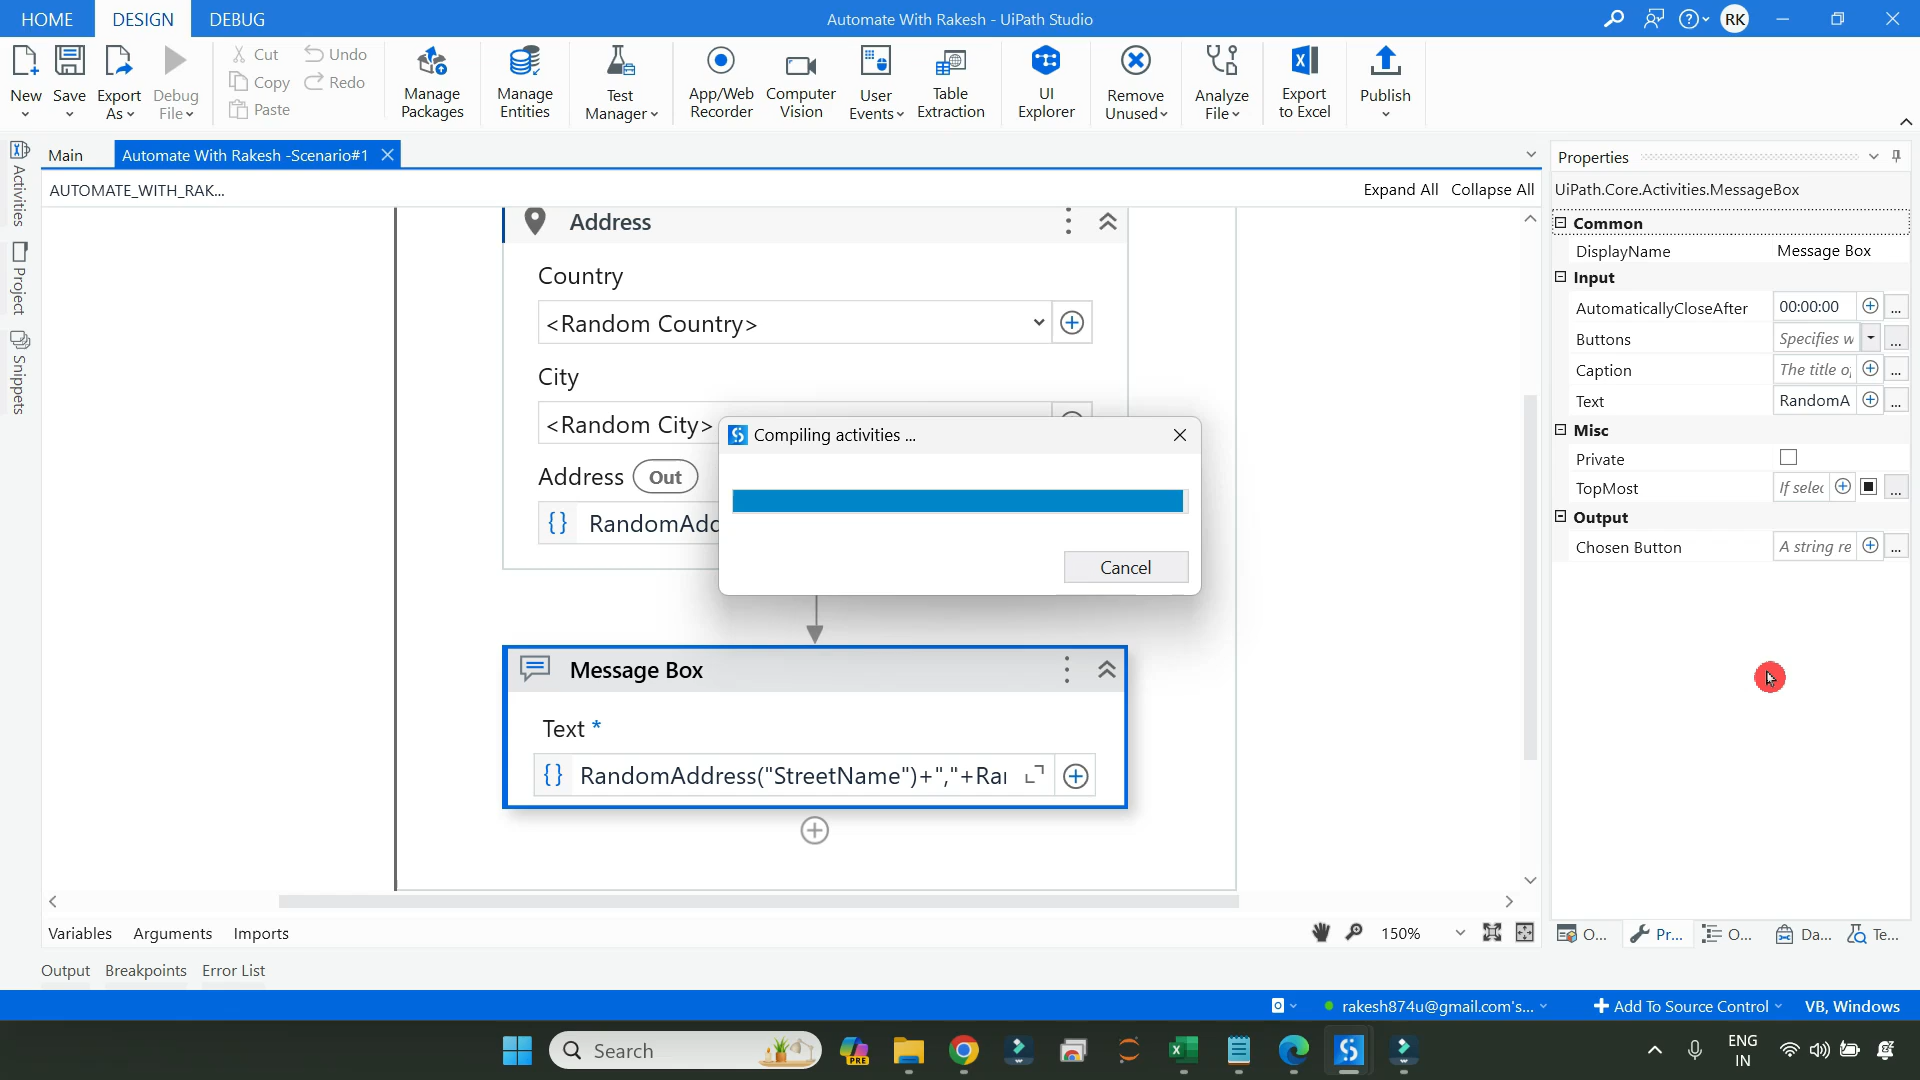 HOME DESIGN DEBUG
Automate With Rakesh - UiPath Studio
RK
New Save Export As Debug File
Cut Undo
Copy Redo
Paste
Manage Packages
Manage Entities
Test Manager
App/Web Recorder
Computer Vision
User Events
Table Extraction
UI Explorer
Remove Unused
Analyze File
Export to Excel
Publish
Main Automate With Rakesh -Scenario#1
AUTOMATE_WITH_RAK...
Expand All Collapse All
Activities
Project
Snippets
Address
Country
<Random Country>
City
<Random City>
Address Out
{} RandomAdd
Compiling activities ...
Cancel
Message Box
Text *
{} RandomAddress("StreetName")+","+Ra
Properties
UiPath.Core.Activities.MessageBox
Common
DisplayName Message Box
Input
AutomaticallyCloseAfter 00:00:00 ...
Buttons Specifies w ...
Caption The title o ...
Text RandomA ...
Misc
Private
TopMost If selec ...
Output
Chosen Button A string re ...
Variables Arguments Imports
150%
O... Pr... O... Da... Te...
Output Breakpoints Error List
rakesh874u@gmail.com's...
Add To Source Control
VB, Windows
Search
PRE
ENG
IN